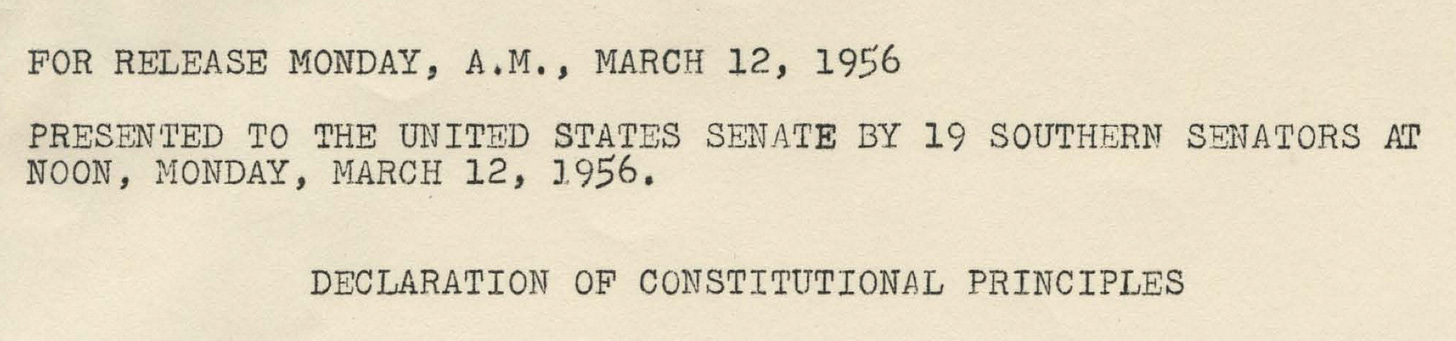 FOR RELEASE MONDAY, A.M., MARCH 12, 1956
PRESENTED TO THE UNITED STATES SENATE BY 19 SOUTHERN SENATORS AT
NOON, MONDAY, MARCH 12, 1956.
DECLARATION OF CONSTITUTIONAL PRINCIPLES